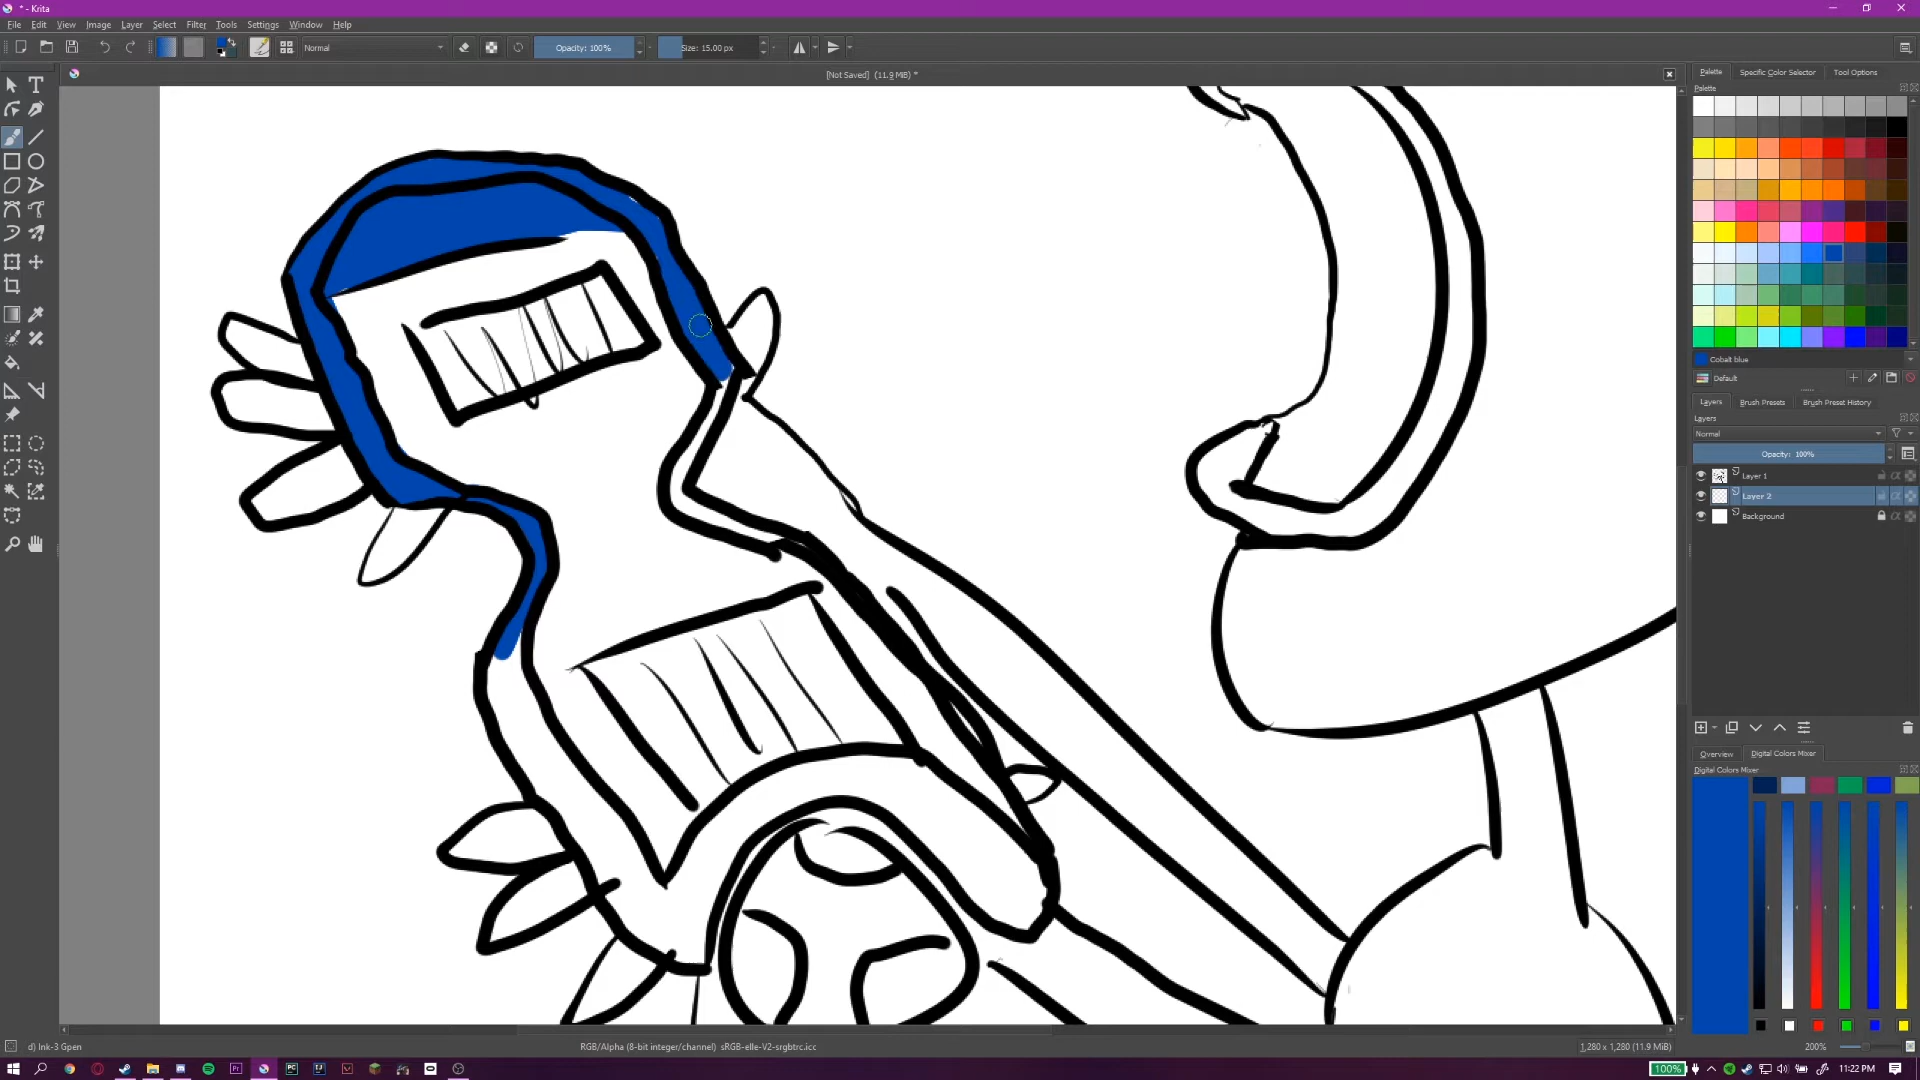 * - Krita
File Edit View Image Layer Select Filter Tools Settings Window Help
Normal
Opacity: 100%
Size: 15.00 px
[Not Saved] (11.9 MiB) *
Palette Specific Color Selector Tool Options
Palette
Cobalt blue
Default
Layers Brush Presets Brush Preset History
Layers
Normal
Opacity: 100%
Layer 1
Layer 2
Background
Overview Digital Colors Mixer
Digital Colors Mixer
d) Ink-3 Gpen
RGB/Alpha (8-bit integer/channel) sRGB-elle-V2-srgbtrc.icc
1,280 x 1,280 (11.9 MiB)
200%
100%
11:22 PM